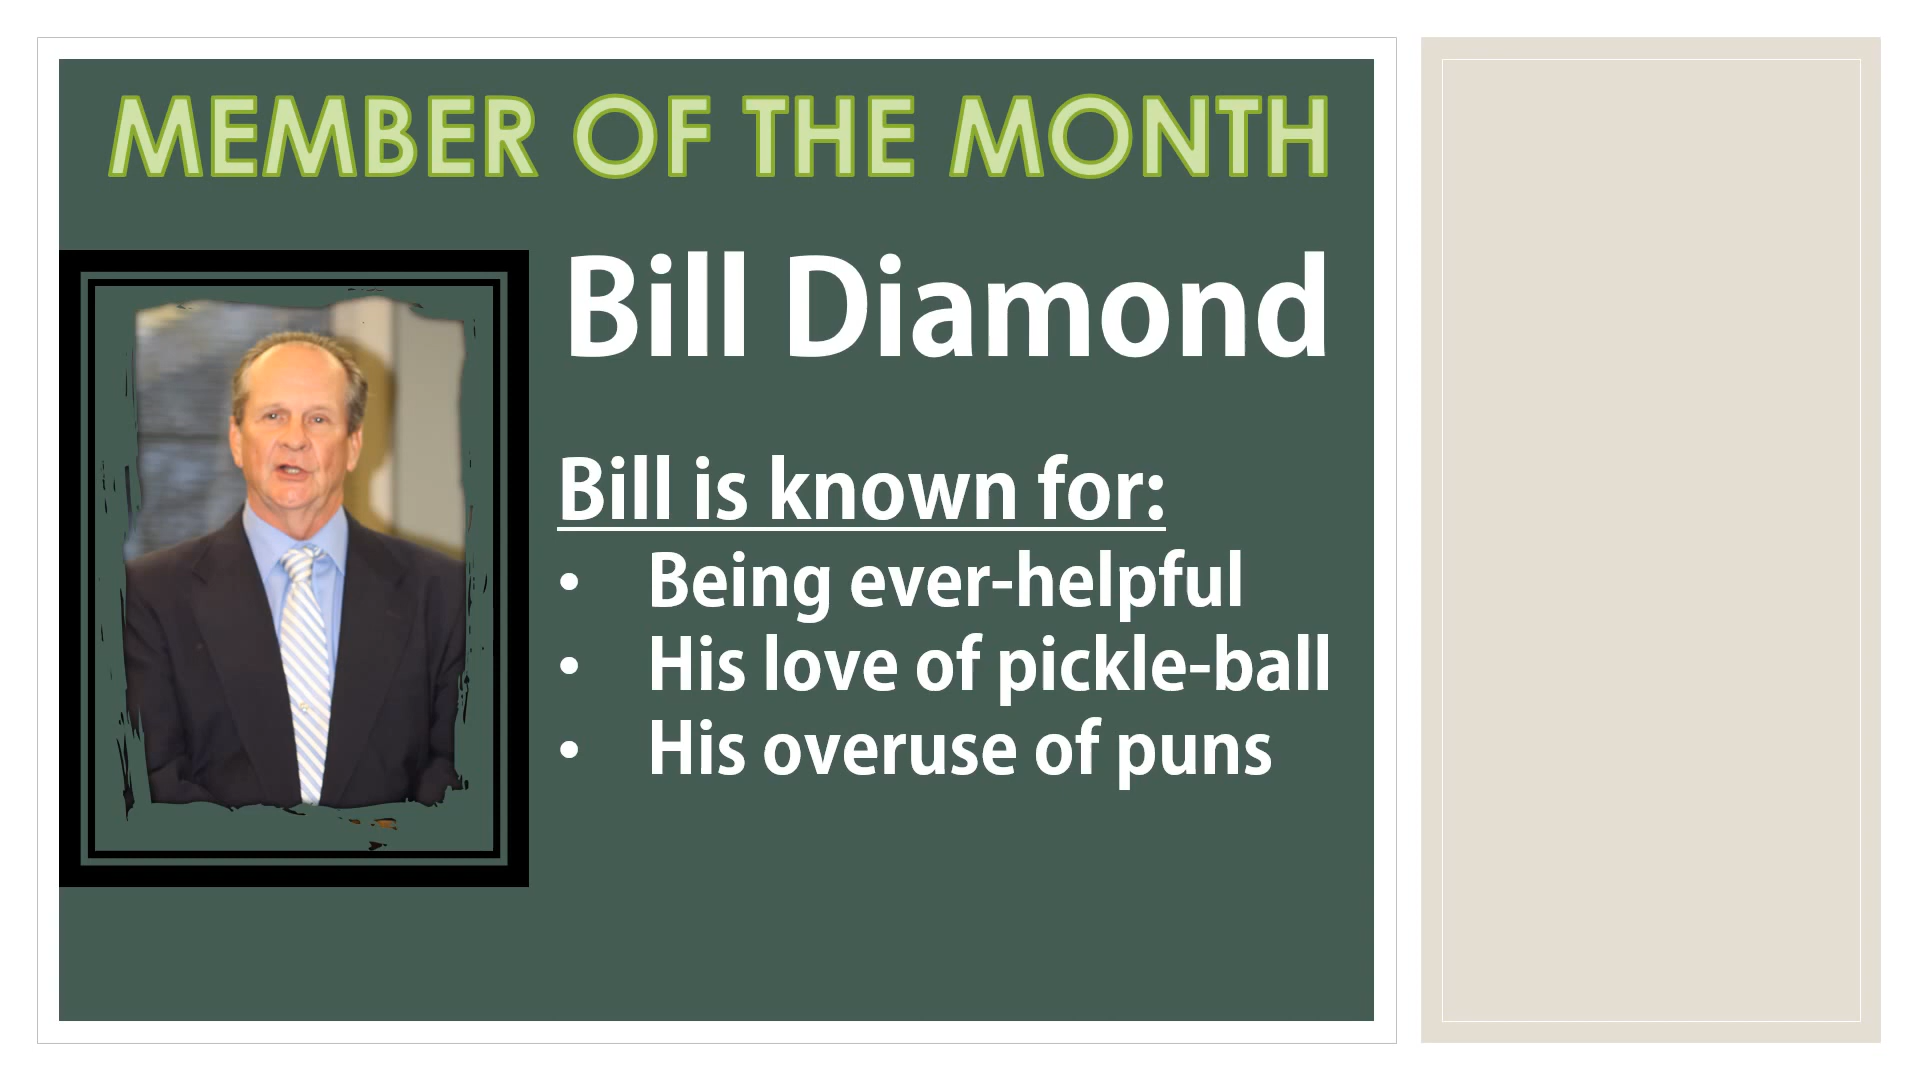 MEMBER OF THE MONTH
Bill Diamond
Bill is known for:
• Being ever-helpful
• His love of pickle-ball
• His overuse of puns